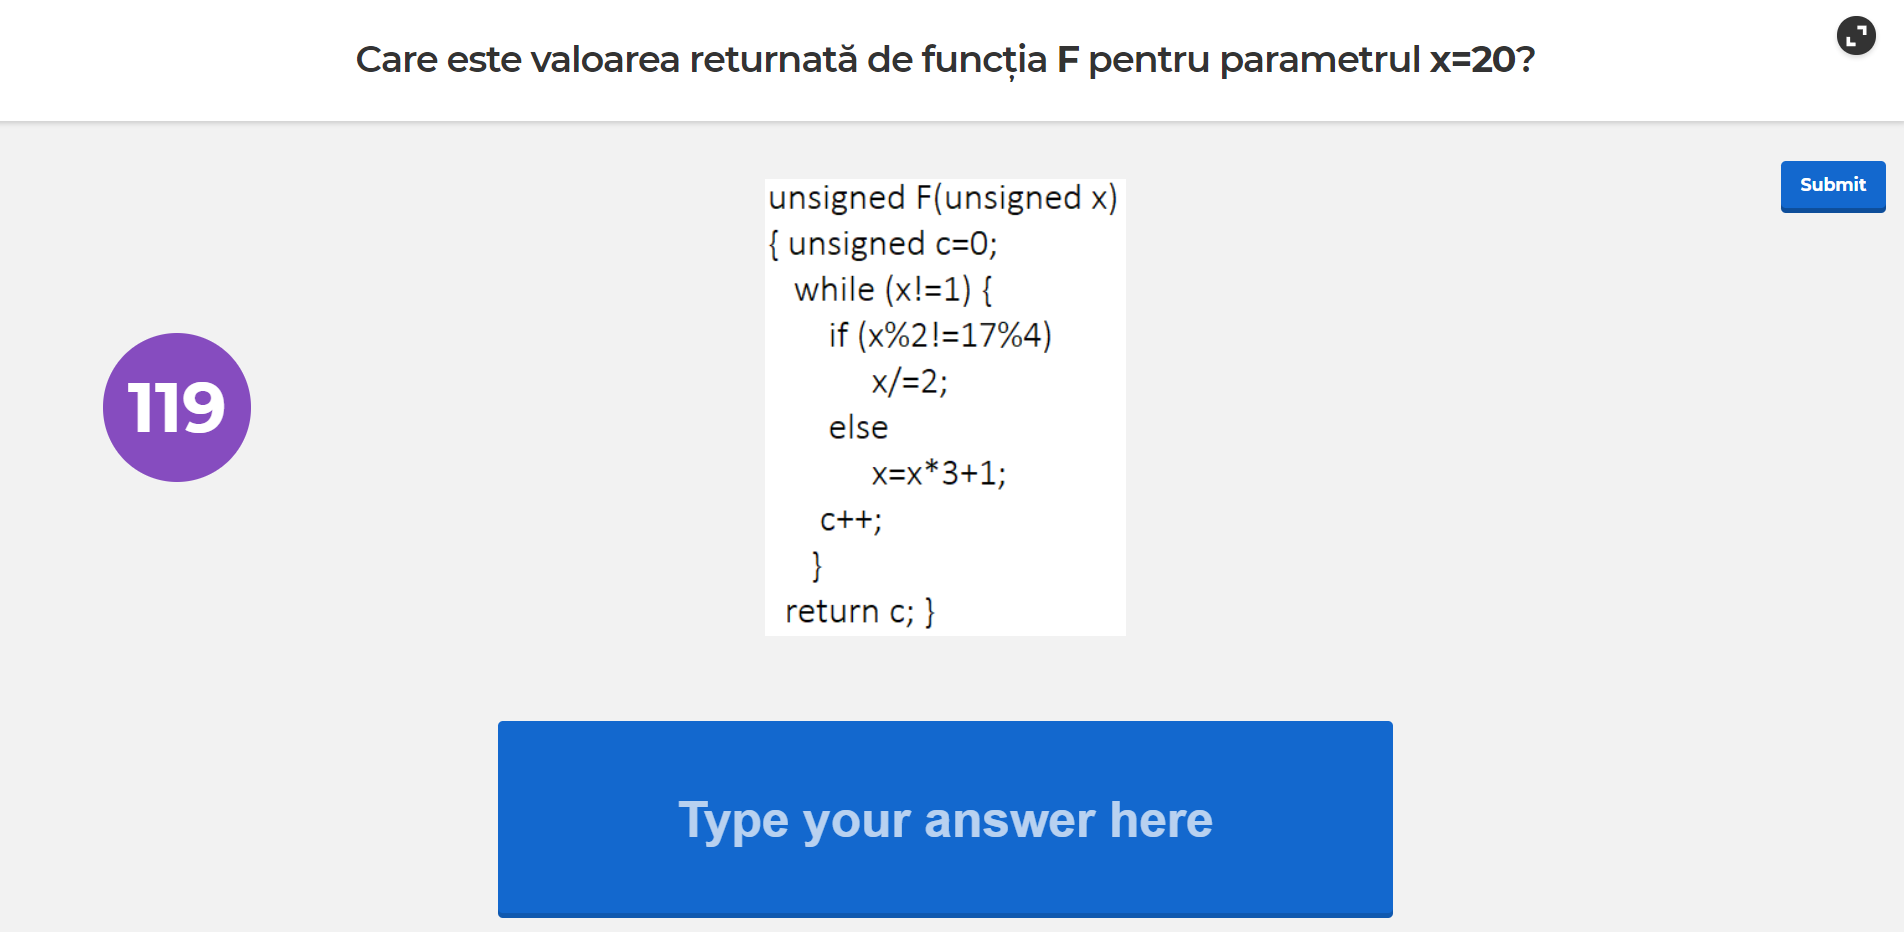 Care este valoarea returnată de funcția F pentru parametrul x=20?
Submit
unsigned F(unsigned x)
{ unsigned c=0;
while (x!=1) {
if (x%2!=17%4)
x/=2;
else
x=x*3+1;
c++;
}
return c; }
119
Type your answer here